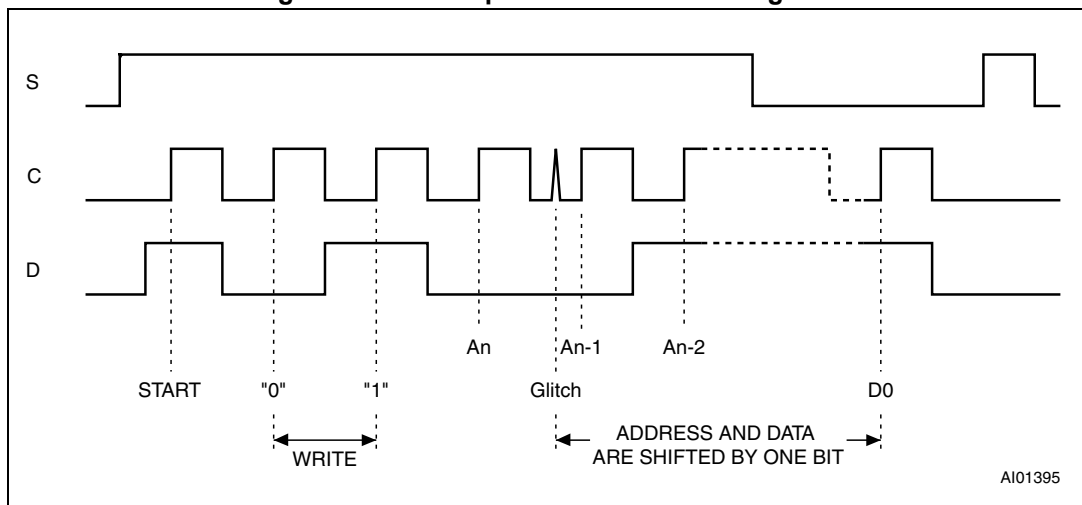 S
C
D
An An-1 An-2
START "0" "1" Glitch D0
WRITE
ADDRESS AND DATA
ARE SHIFTED BY ONE BIT
AI01395